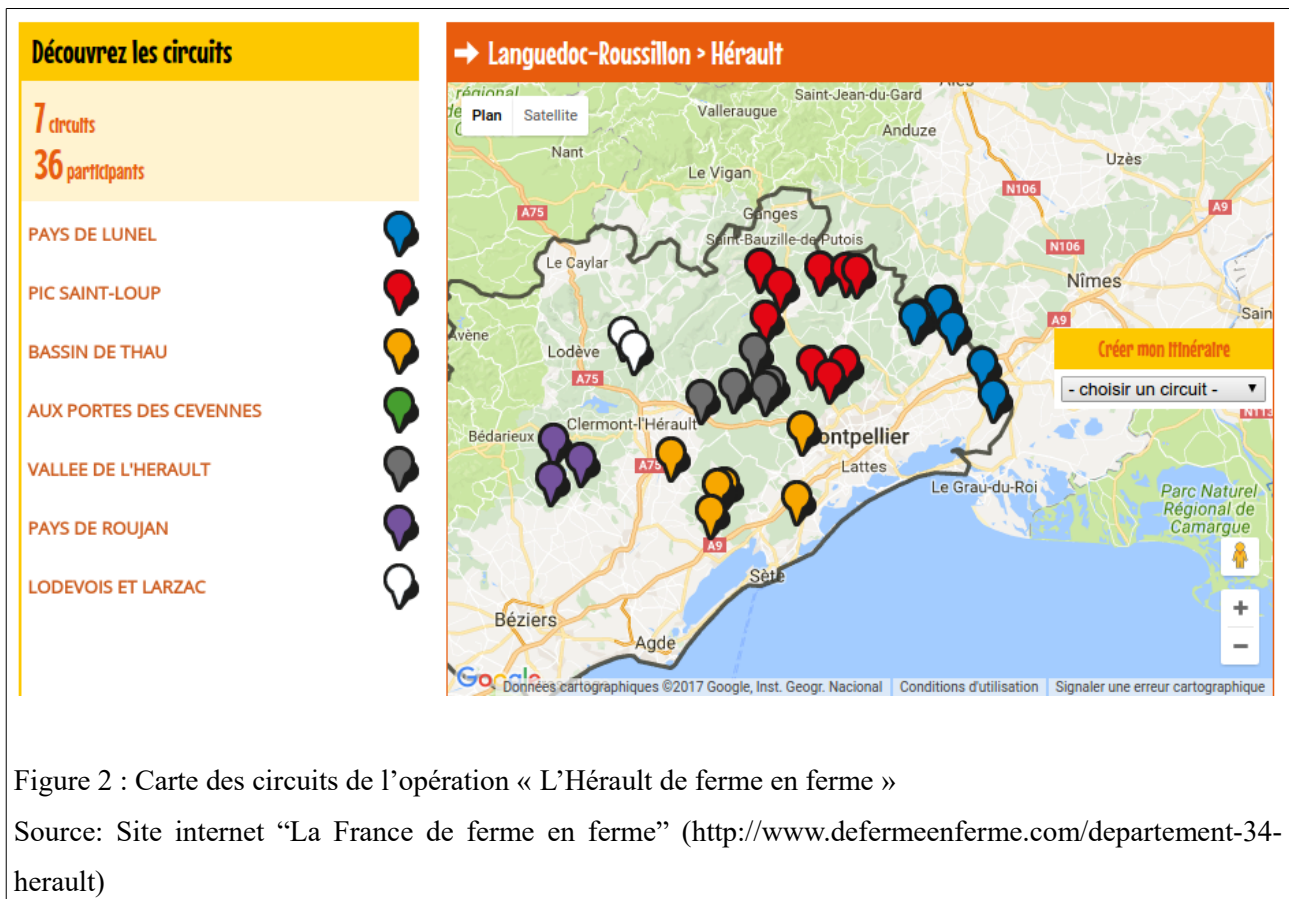 Découvrez les circuits
7 circuits
36 participants
PAYS DE LUNEL
PIC SAINT-LOUP
BASSIN DE THAU
AUX PORTES DES CEVENNES
VALLEE DE L'HERAULT
PAYS DE ROUJAN
LODEVOIS ET LARZAC
➞ Languedoc-Roussillon > Hérault
régional
Plan Satellite
Saint-Jean-du-Gard
Valleraugue
Anduze
Nant
Uzès
Le Vigan
N106
A75
A9
Ganges
Saint-Bauzille-de-Putois
N106
Le Caylar
Nîmes
A9
Lodève
Créer mon itinéraire
- choisir un circuit -
A75
Clermont-l'Hérault
Bédarieux
Lattes
A75
Le Grau-du-Roi
Parc Naturel
Régional de
Camargue
A9
Sète
Béziers
Agde
Google
Données cartographiques ©2017 Google, Inst. Geogr. Nacional Conditions d'utilisation Signaler une erreur cartographique
Figure 2 : Carte des circuits de l'opération « L'Hérault de ferme en ferme »
Source: Site internet “La France de ferme en ferme” (http://www.defermeenferme.com/departement-34-
herault)